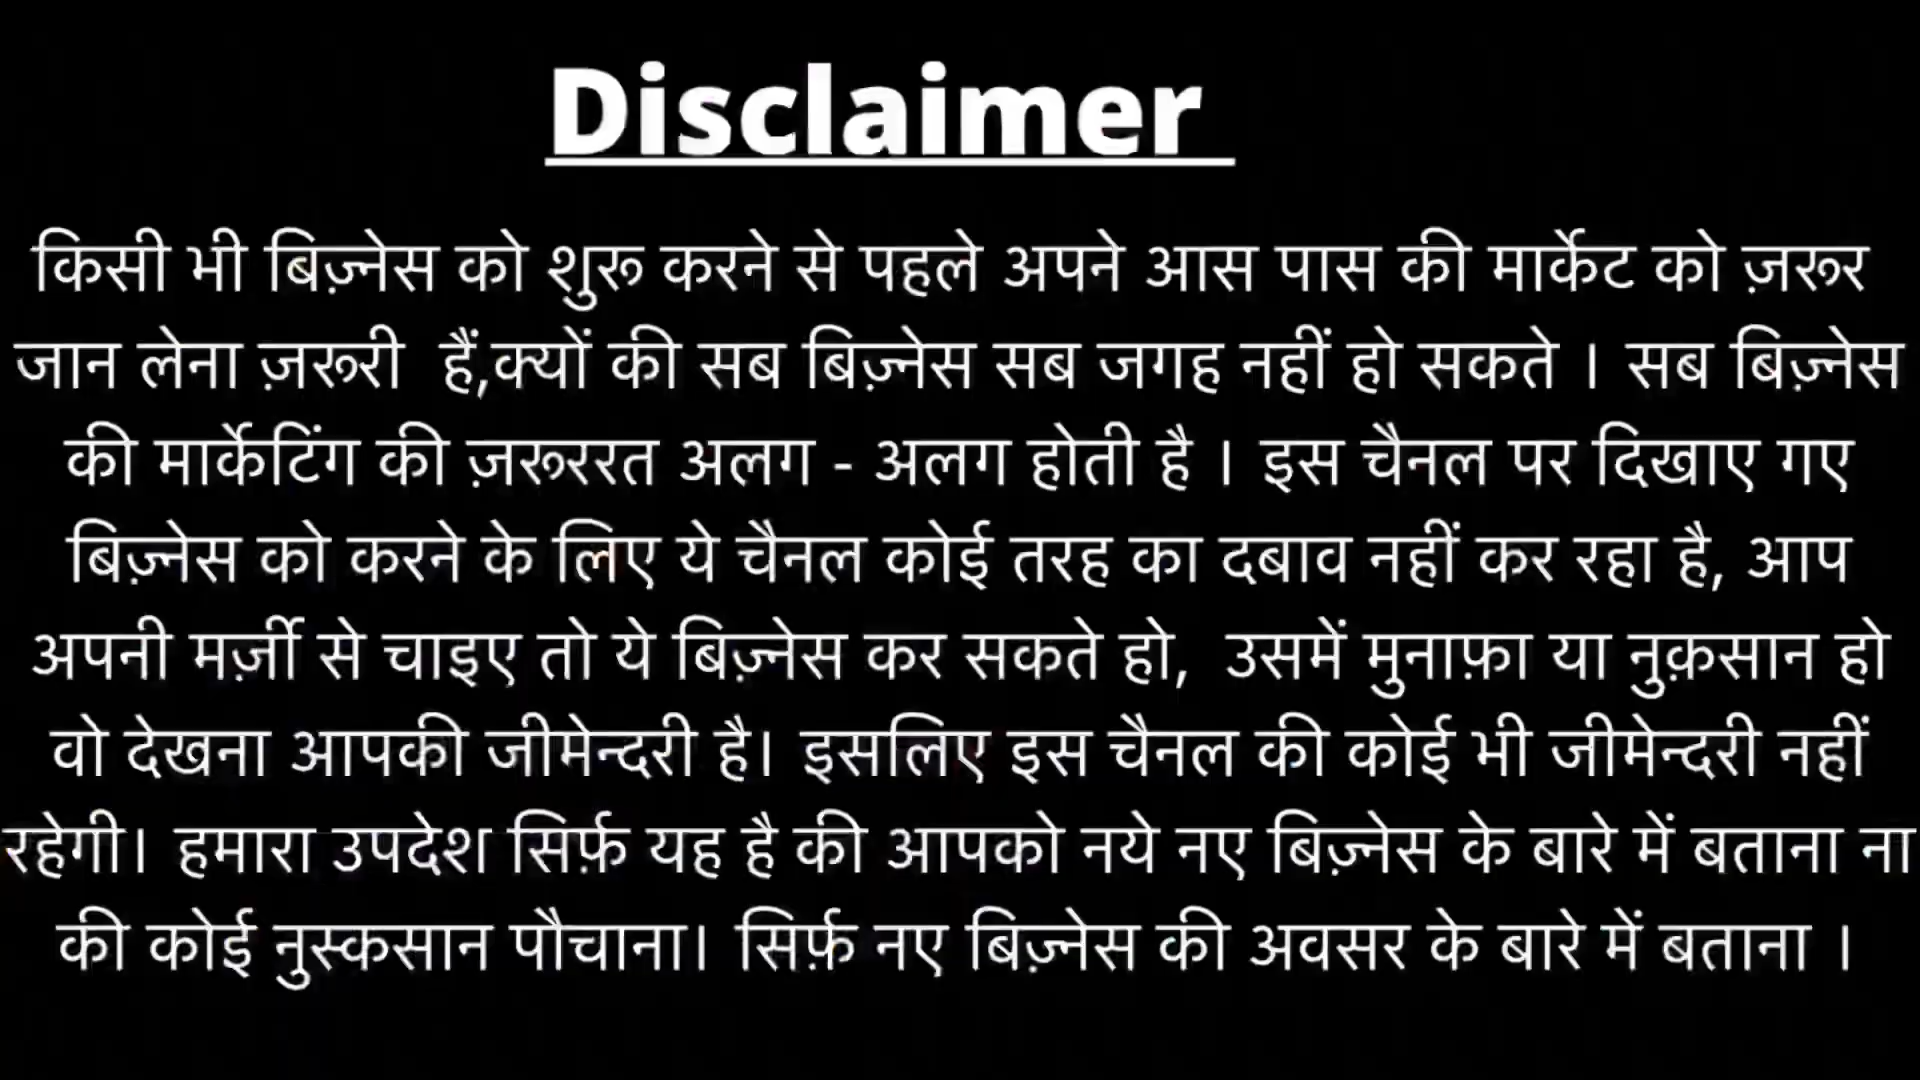 Disclaimer
किसी भी बिज़्नेस को शुरू करने से पहले अपने आस पास की मार्केट को ज़रूर
जान लेना ज़रूरी हैं,क्यों की सब बिज़्नेस सब जगह नहीं हो सकते । सब बिज़्नेस
की मार्केटिंग की ज़रूररत अलग - अलग होती है । इस चैनल पर दिखाए गए
बिज़्नेस को करने के लिए ये चैनल कोई तरह का दबाव नहीं कर रहा है, आप
अपनी मर्ज़ी से चाइए तो ये बिज़्नेस कर सकते हो, उसमें मुनाफ़ा या नुक़सान हो
वो देखना आपकी जीमेन्दरी है। इसलिए इस चैनल की कोई भी जीमेन्दरी नहीं
रहेगी। हमारा उपदेश सिर्फ़ यह है की आपको नये नए बिज़्नेस के बारे में बताना ना
की कोई नुस्कसान पौचाना। सिर्फ़ नए बिज़्नेस की अवसर के बारे में बताना ।